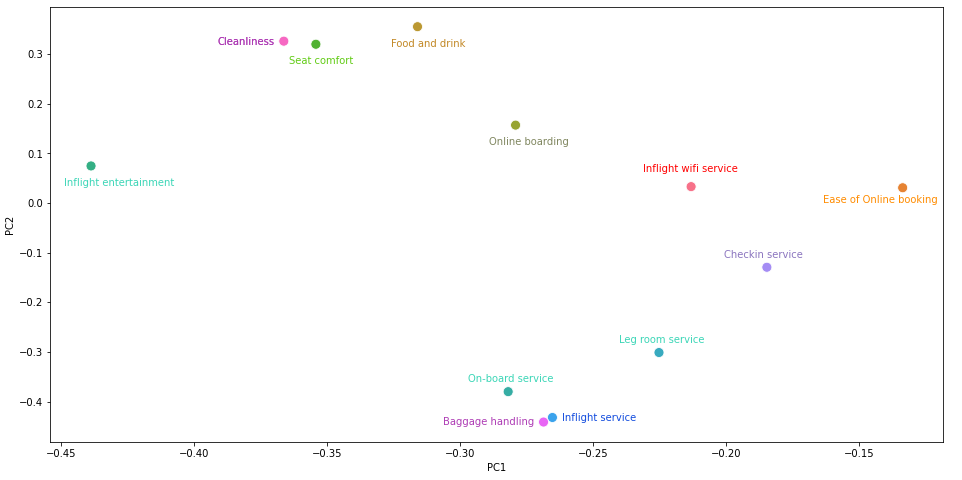 Cleanliness
Seat comfort
Food and drink
Online boarding
Inflight entertainment
Inflight wifi service
Ease of Online booking
Checkin service
Leg room service
On-board service
Baggage handling
Inflight service
0.3
0.2
0.1
0.0
−0.1
−0.2
−0.3
−0.4
PC2
−0.45 −0.40 −0.35 −0.30 −0.25 −0.20 −0.15
PC1